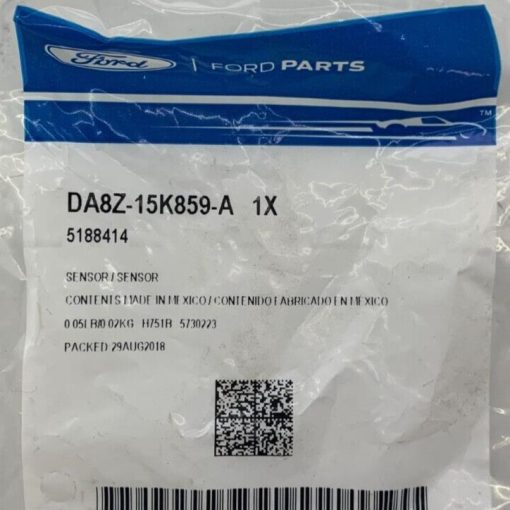 Ford | FORD PARTS
TM
DA8Z-15K859-A 1X
5188414
SENSOR / SENSOR
CONTENTS MADE IN MEXICO / CONTENIDO FABRICADO EN MEXICO
0.05LB/0.02KG H751B 5730223
PACKED 29AUG2018